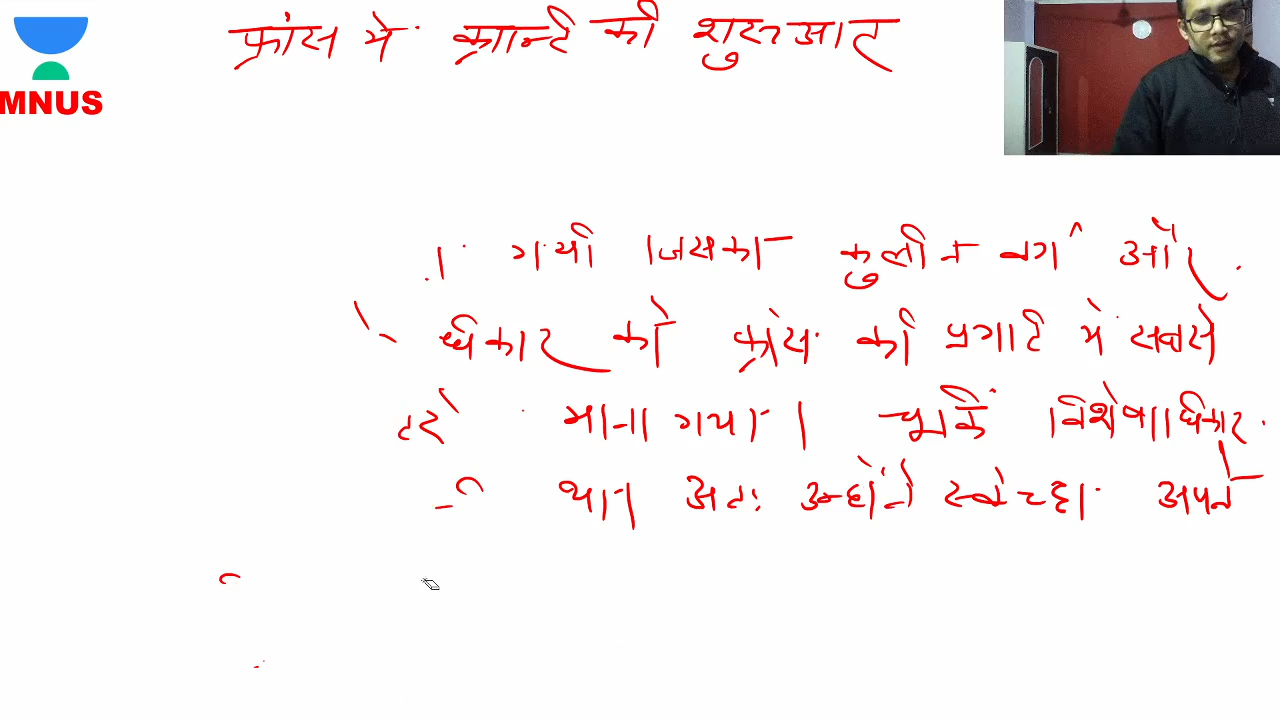 MNUS
फ्रांस में क्रान्ति की शुरूआत
गयी जिसका कुलीन वर्ग और
धिकार को फ्रांस की प्रगति में सबसे
माना गया । चूंकि विशेषाधिकार
था अतः उन्होंने स्वेच्छा अपने